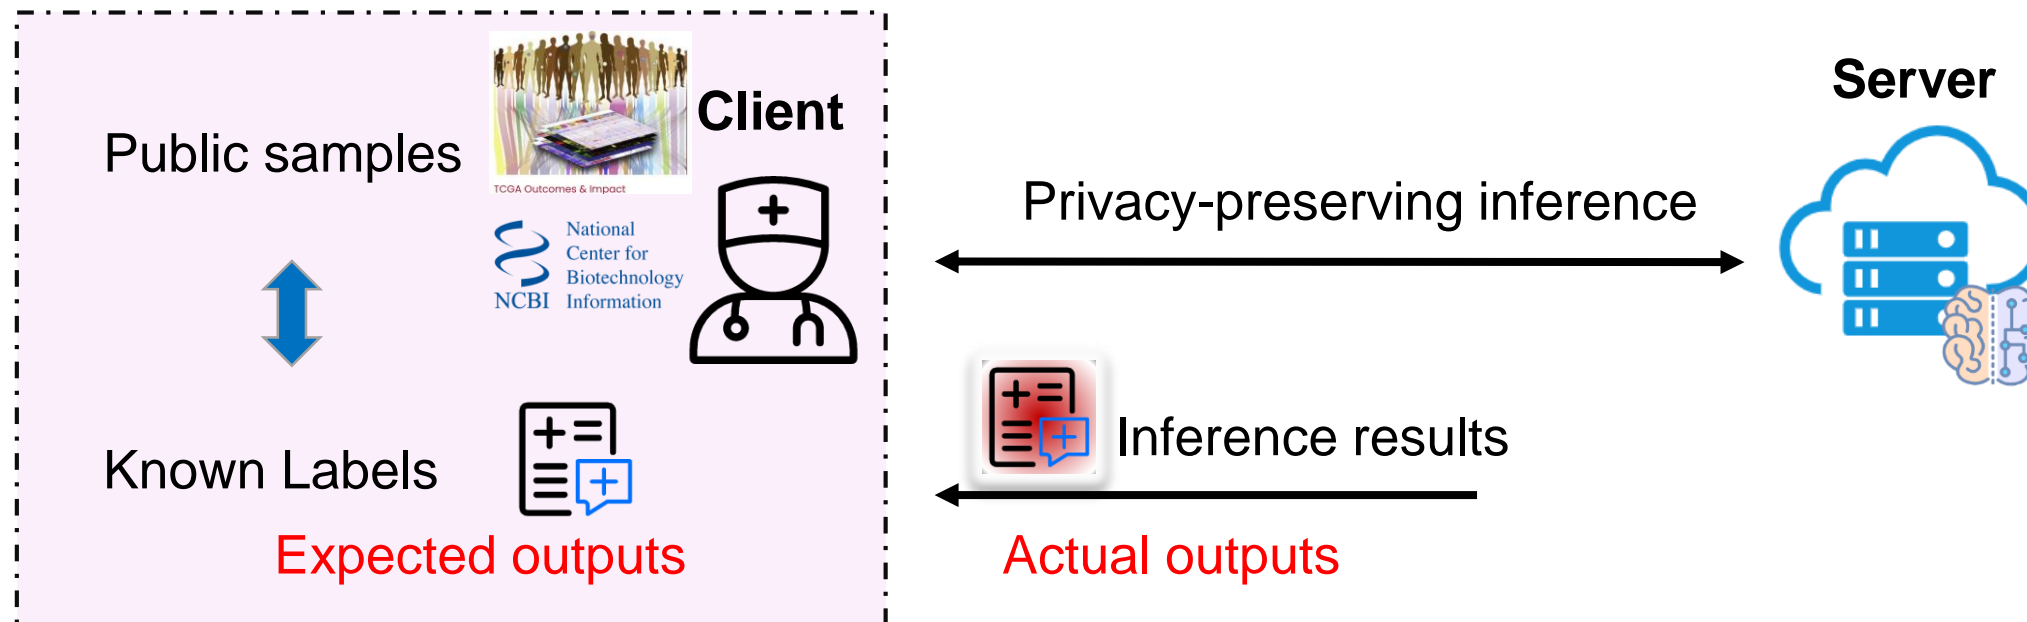 Public samples
TCGA Outcomes & Impact
Client
NCBI
National
Center for
Biotechnology
Information
Known Labels
Expected outputs
Privacy-preserving inference
Inference results
Actual outputs
Server